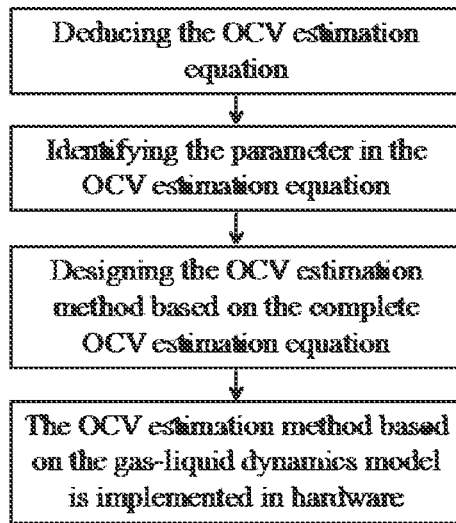 Deducing the OCV estimation
equation
Identifying the parameter in the
OCV estimation equation
Designing the OCV estimation
method based on the complete
OCV estimation equation
The OCV estimation method based
on the gas-liquid dynamics model
is implemented in hardware